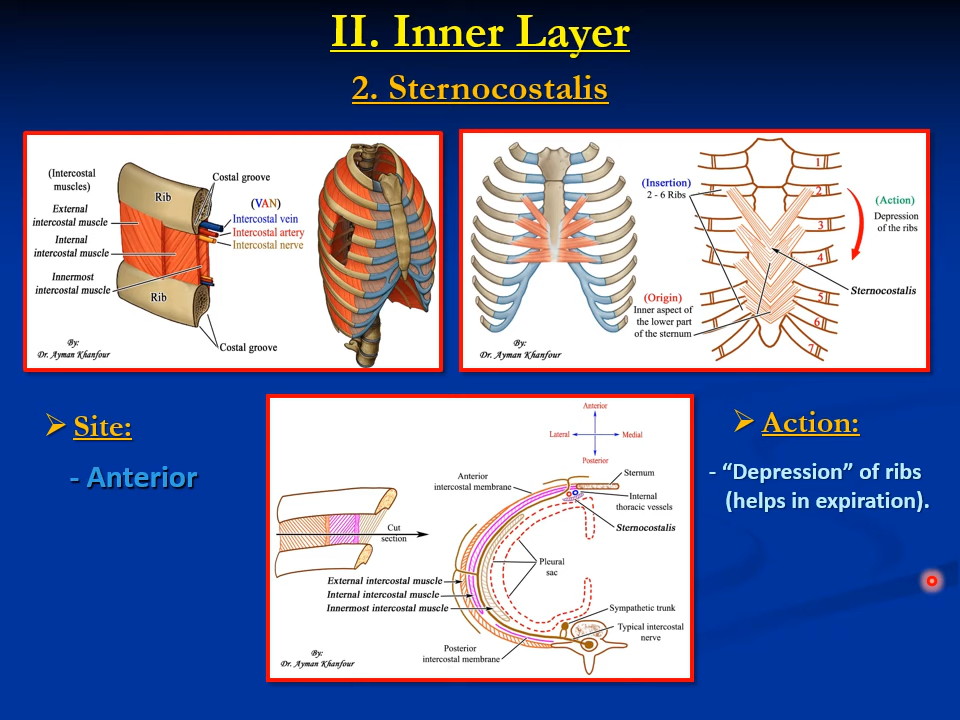 II. Inner Layer
2. Sternocostalis
(Intercostal
muscles)
External
intercostal muscle
Internal
intercostal muscle
Innermost
intercostal muscle
Rib
Rib
Costal groove
(VAN)
Intercostal vein
Intercostal artery
Intercostal nerve
Costal groove
By:
Dr. Ayman Khanfour
(Insertion)
2 - 6 Ribs
(Origin)
Inner aspect of
the lower part
of the sternum
By:
Dr. Ayman Khanfour
1
2
3
4
5
6
7
(Action)
Depression
of the ribs
Sternocostalis
➢ Site:
- Anterior
Anterior
Lateral
Medial
Posterior
Anterior
intercostal membrane
Sternum
Internal
thoracic vessels
Sternocostalis
Cut
section
Pleural
sac
External intercostal muscle
Internal intercostal muscle
Innermost intercostal muscle
Sympathetic trunk
Typical intercostal
nerve
Posterior
intercostal membrane
By:
Dr. Ayman Khanfour
➢ Action:
- “Depression” of ribs
(helps in expiration).